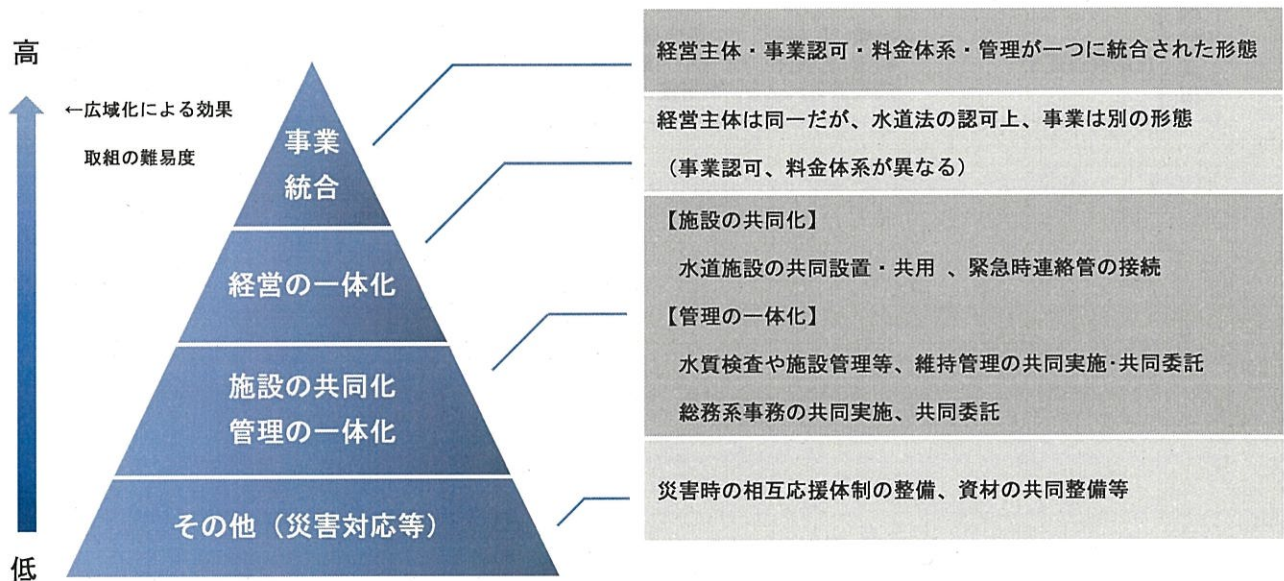 高
←広域化による効果
取組の難易度
低
事業
統合
経営の一体化
施設の共同化
管理の一体化
その他（災害対応等）
経営主体・事業認可・料金体系・管理が一つに統合された形態
経営主体は同一だが、水道法の認可上、事業は別の形態
（事業認可、料金体系が異なる）
【施設の共同化】
水道施設の共同設置・共用 、緊急時連絡管の接続
【管理の一体化】
水質検査や施設管理等、維持管理の共同実施・共同委託
総務系事務の共同実施、共同委託
災害時の相互応援体制の整備、資材の共同整備等